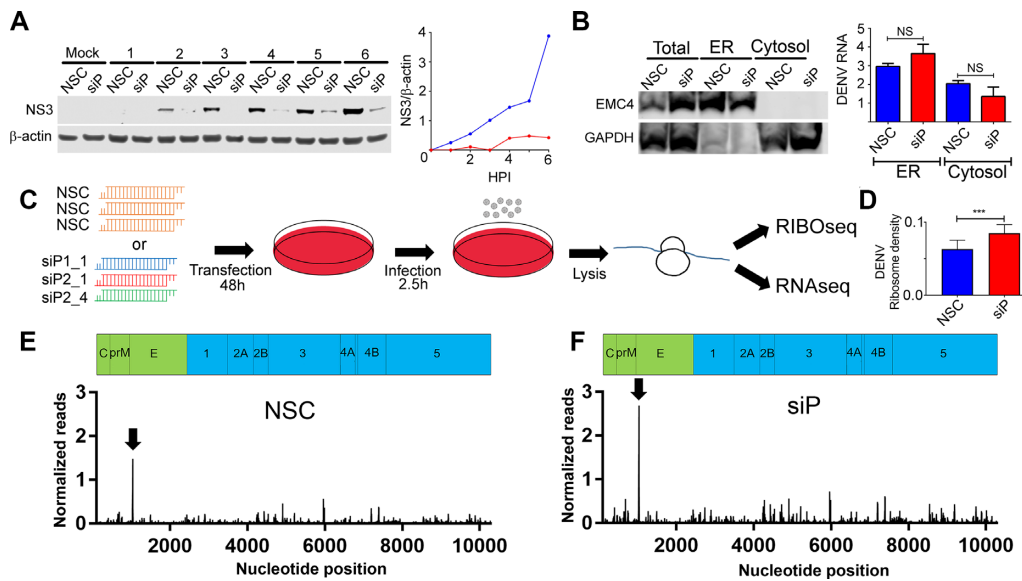 A
Mock 1 2 3 4 5 6
NSC siP NSC siP NSC siP NSC siP NSC siP NSC siP NSC siP
NS3
β-actin
NS3/β-actin
4
3
2
1
0
0 2 4 6
HPI
B
Total ER Cytosol
NSC siP NSC siP NSC siP
EMC4
GAPDH
DENV RNA
5
4
3
2
1
0
NS
NS
NSC siP NSC siP
ER Cytosol
C
NSC
NSC
NSC
or
siP1_1
siP2_1
siP2_4
Transfection
48h
Infection
2.5h
Lysis
RIBOseq
RNAseq
D
DENV
Ribosome density
0.1
0.0
***
NSC siP
E
C prM E 1 2A 2B 3 4A 4B 5
NSC
Normalized reads
3
2
1
0
2000 4000 6000 8000 10000
Nucleotide position
F
C prM E 1 2A 2B 3 4A 4B 5
siP
Normalized reads
3
2
1
0
2000 4000 6000 8000 10000
Nucleotide position